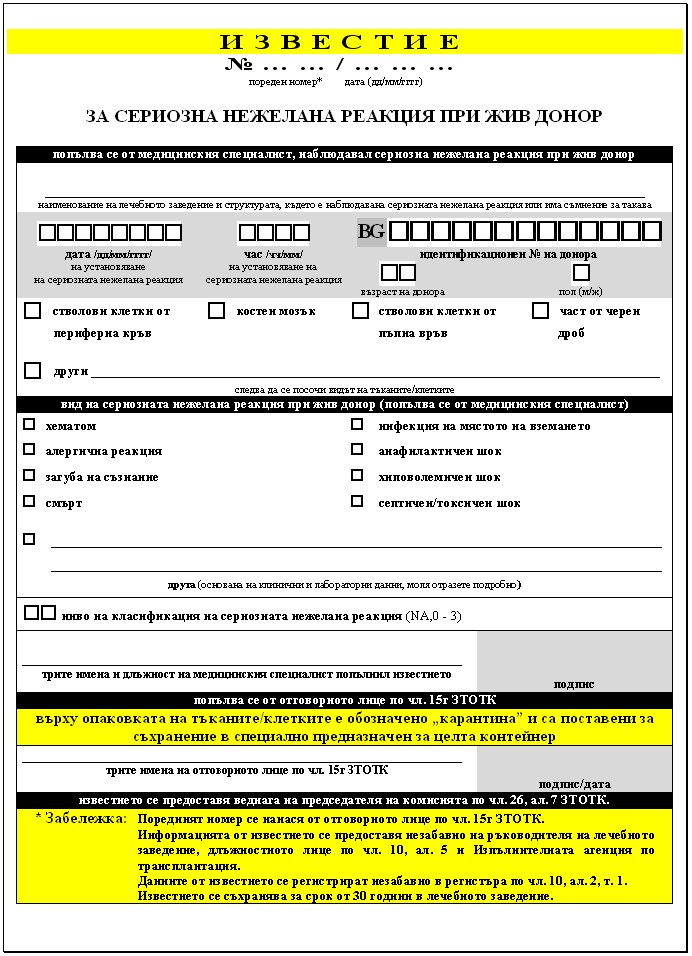 ИЗВЕСТИЕ
№ ... ... / ... ... ...
пореден номер* дата (дд/мм/гггг)
ЗА СЕРИОЗНА НЕЖЕЛАНА РЕАКЦИЯ ПРИ ЖИВ ДОНОР
попълва се от медицинския специалист, наблюдавал сериозна нежелана реакция при жив донор
наименование на лечебното заведение и структурата, където е наблюдавана сериозната нежелана реакция или има съмнение за такава
BG
дата /дд/мм/гггг/ час /чч/мм/ идентификационен № на донора
на установяване на установяване на
на сериозната нежелана реакция сериозната нежелана реакция
възраст на донора пол (м/ж)
стволови клетки от костен мозък стволови клетки от част от черен
периферна кръв пъпна връв дроб
други
следва да се посочи видът на тъканите/клетките
вид на сериозната нежелана реакция при жив донор (попълва се от медицинския специалист)
хематом инфекция на мястото на вземането
алергична реакция анафилактичен шок
загуба на съзнание хиповолемичен шок
смърт септичен/токсичен шок
друга (основана на клинични и лабораторни данни, моля отразете подробно)
ниво на класификация на сериозната нежелана реакция (NA,0 - 3)
трите имена и длъжност на медицинския специалист попълнил известието
подпис
попълва се от отговорното лице по чл. 15г ЗТОТК
върху опаковката на тъканите/клетките е обозначено „карантина” и са поставени за
съхранение в специално предназначен за целта контейнер
трите имена на отговорното лице по чл. 15г ЗТОТК
подпис/дата
известието се предоставя веднага на председателя на комисията по чл. 26, ал. 7 ЗТОТК.
* Забележка: Поредният номер се нанася от отговорното лице по чл. 15г ЗТОТК.
Информацията от известието се предоставя незабавно на ръководителя на лечебното
заведение, длъжностното лице по чл. 10, ал. 5 и Изпълнителната агенция по
трансплантация.
Данните от известието се регистрират незабавно в регистъра по чл. 10, ал. 2, т. 1.
Известието се съхранява за срок от 30 години в лечебното заведение.